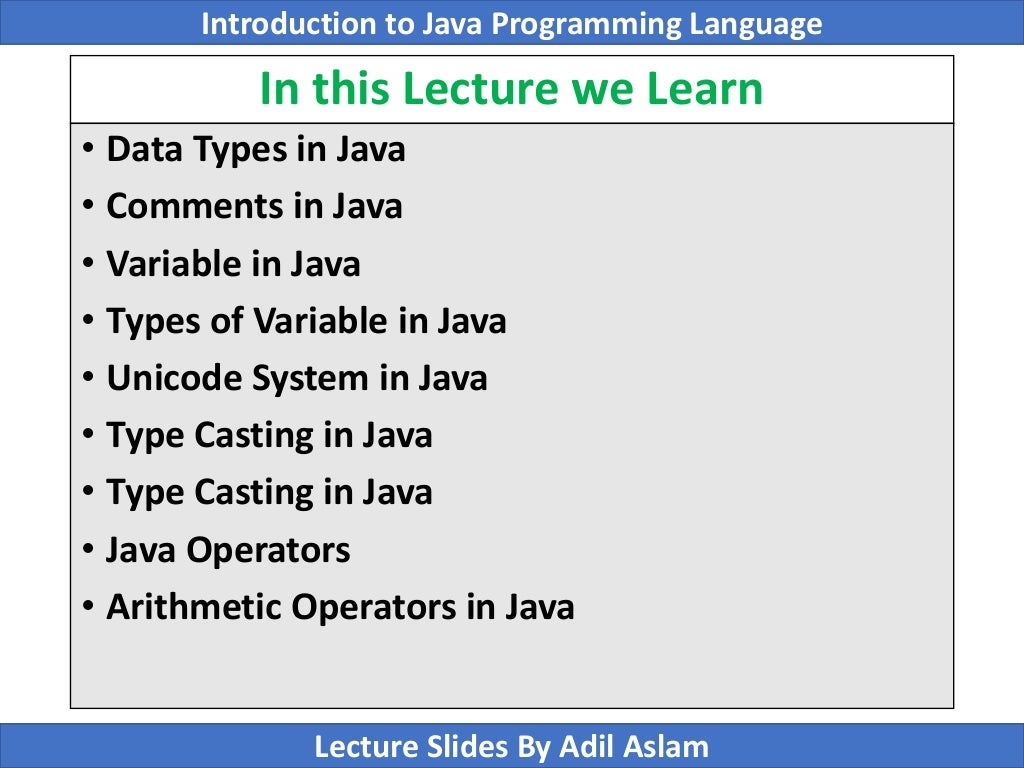 Introduction to Java Programming Language
In this Lecture we Learn
• Data Types in Java
• Comments in Java
• Variable in Java
• Types of Variable in Java
• Unicode System in Java
• Type Casting in Java
• Type Casting in Java
• Java Operators
• Arithmetic Operators in Java
Lecture Slides By Adil Aslam